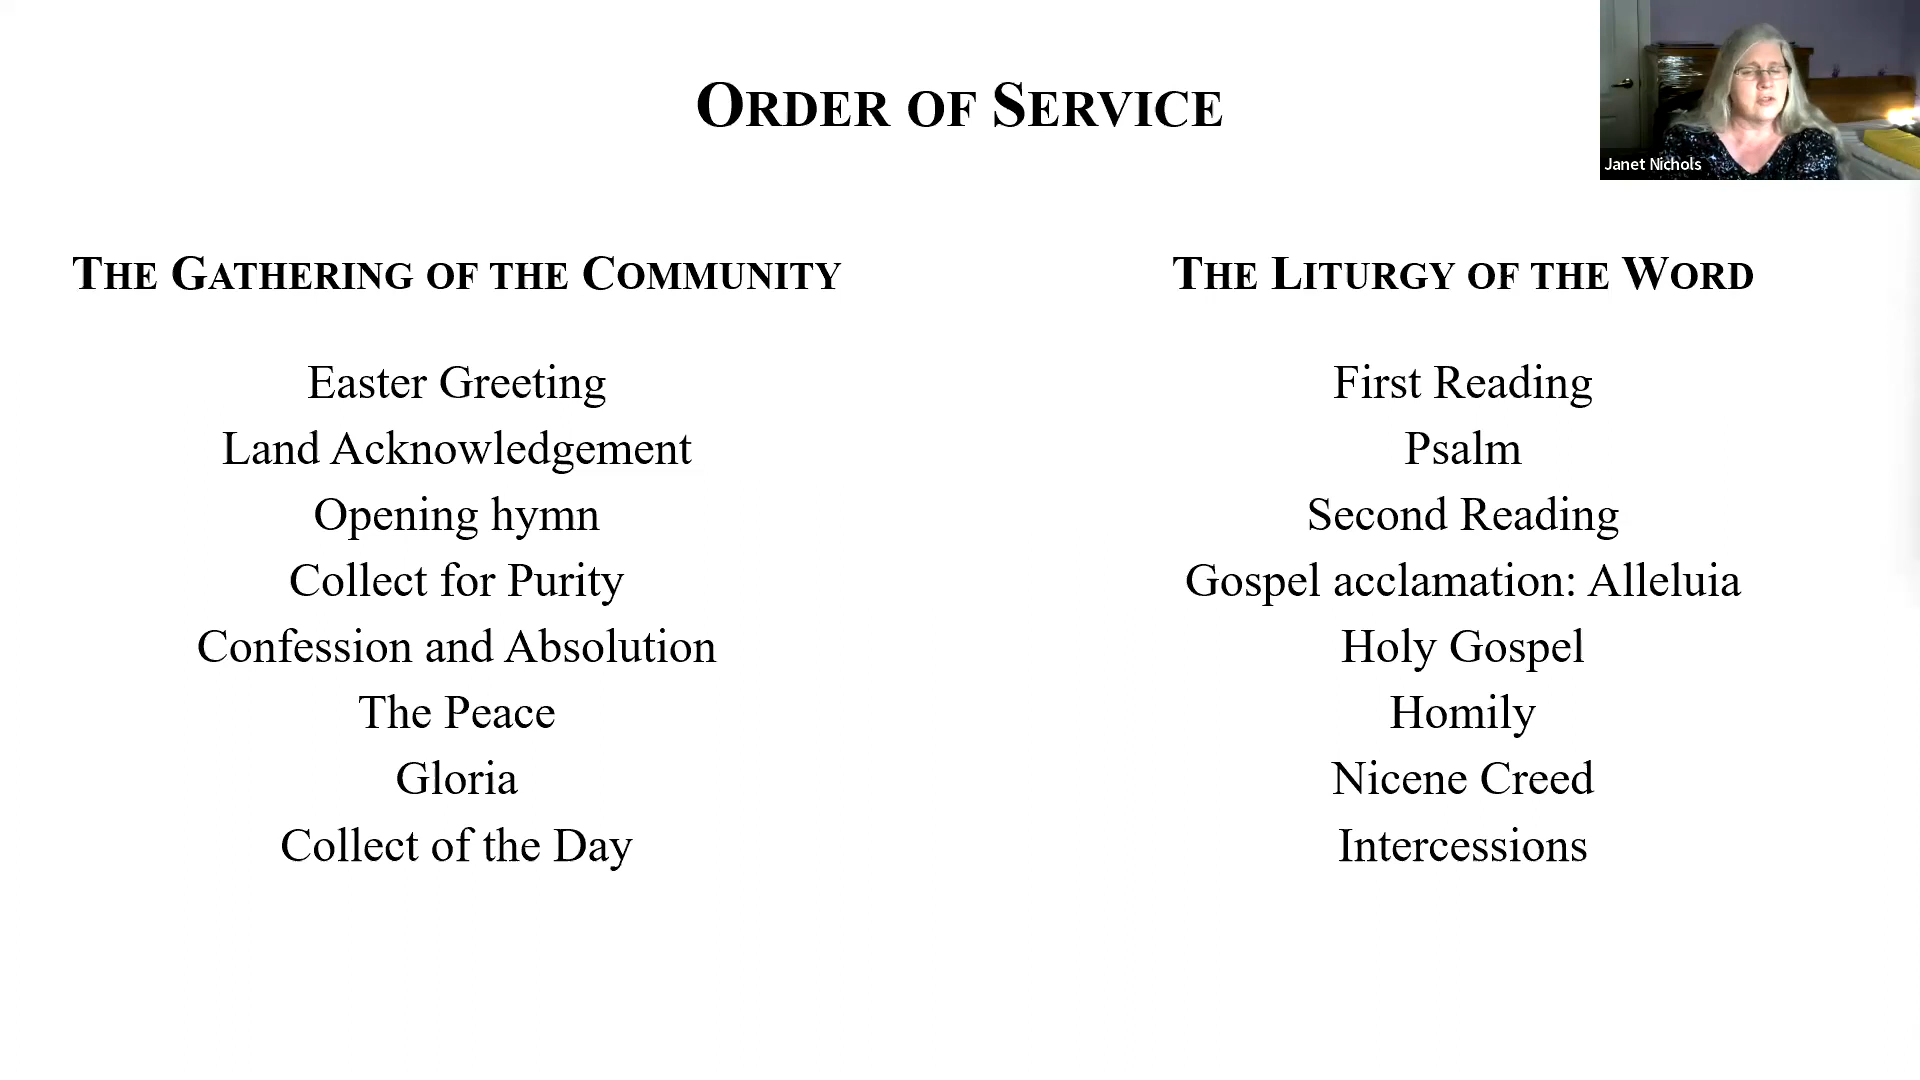 ORDER OF SERVICE
Janet Nichols
THE GATHERING OF THE COMMUNITY
Easter Greeting
Land Acknowledgement
Opening hymn
Collect for Purity
Confession and Absolution
The Peace
Gloria
Collect of the Day
THE LITURGY OF THE WORD
First Reading
Psalm
Second Reading
Gospel acclamation: Alleluia
Holy Gospel
Homily
Nicene Creed
Intercessions